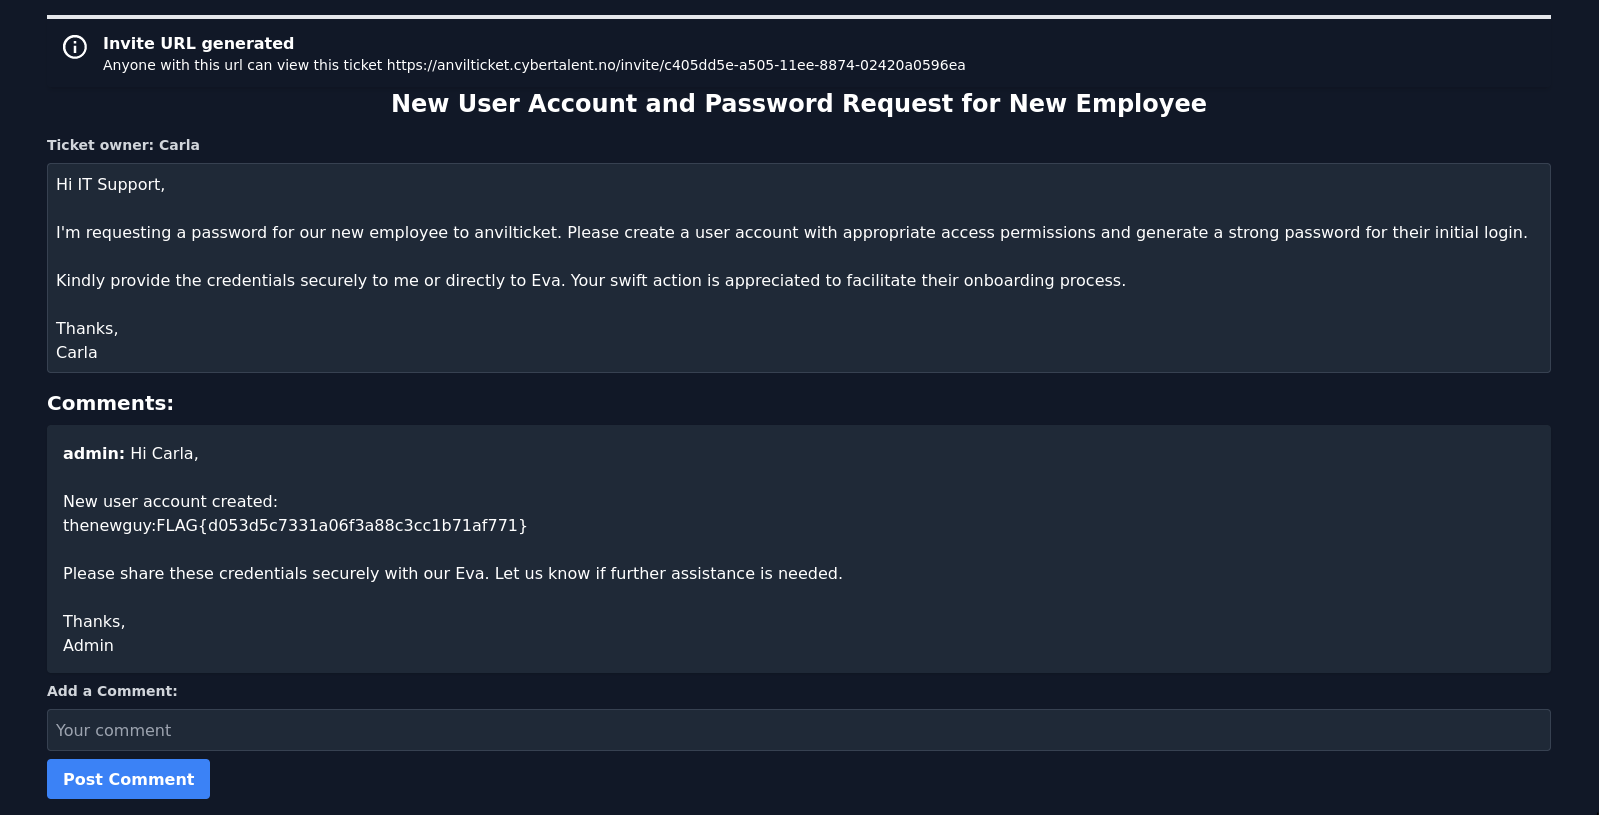 Invite URL generated
Anyone with this url can view this ticket https://anvilticket.cybertalent.no/invite/c405dd5e-a505-11ee-8874-02420a0596ea
New User Account and Password Request for New Employee
Ticket owner: Carla
Hi IT Support,
I'm requesting a password for our new employee to anvilticket. Please create a user account with appropriate access permissions and generate a strong password for their initial login.
Kindly provide the credentials securely to me or directly to Eva. Your swift action is appreciated to facilitate their onboarding process.
Thanks,
Carla
Comments:
admin: Hi Carla,
New user account created:
thenewguy:FLAG{d053d5c7331a06f3a88c3cc1b71af771}
Please share these credentials securely with our Eva. Let us know if further assistance is needed.
Thanks,
Admin
Add a Comment:
Your comment
Post Comment